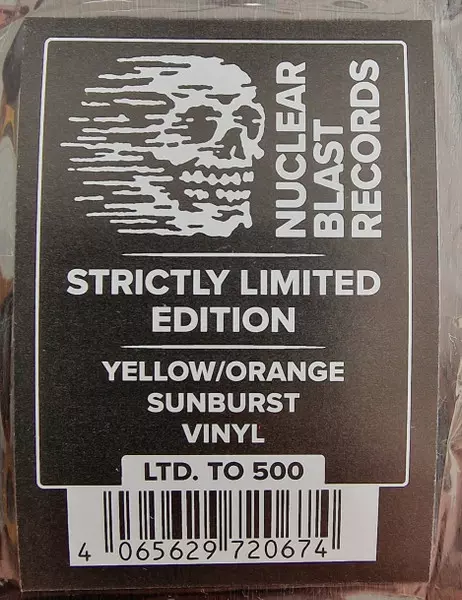 NUCLEAR
BLAST
RECORDS
STRICTLY LIMITED
EDITION
YELLOW/ORANGE
SUNBURST
VINYL
LTD. TO 500
4 065629 720674